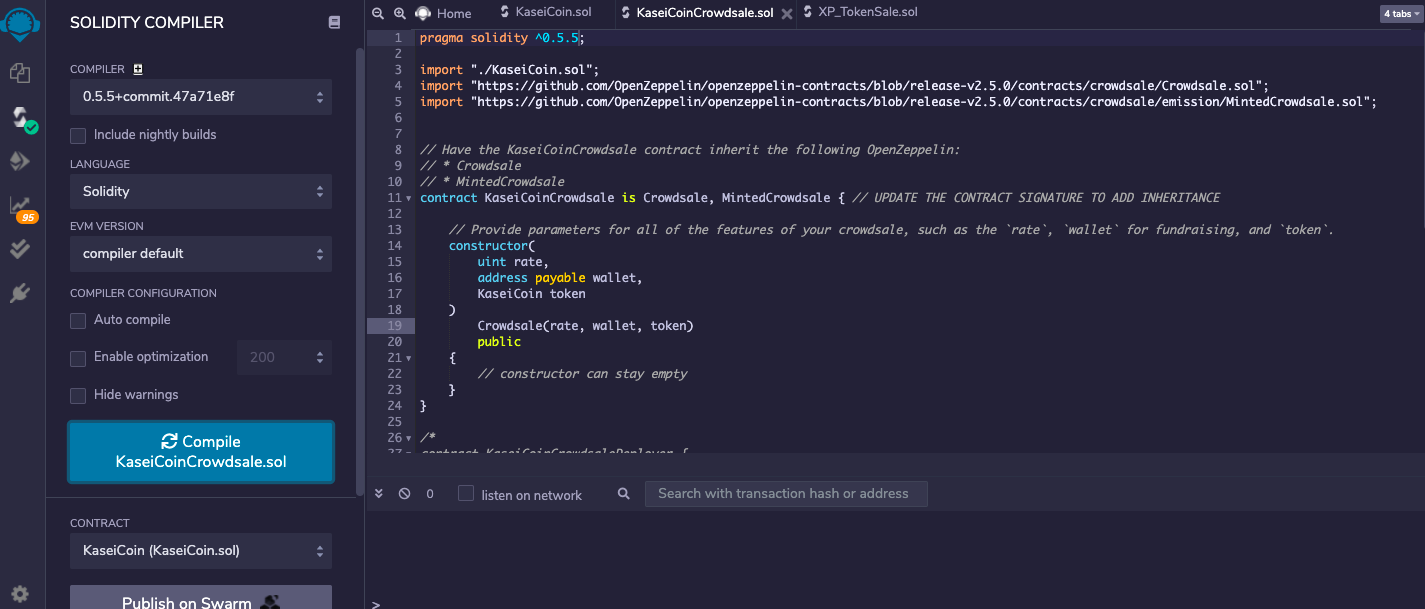 SOLIDITY COMPILER
COMPILER
0.5.5+commit.47a71e8f
Include nightly builds
LANGUAGE
Solidity
EVM VERSION
compiler default
COMPILER CONFIGURATION
Auto compile
Enable optimization
200
Hide warnings
Compile
KaseiCoinCrowdsale.sol
CONTRACT
KaseiCoin (KaseiCoin.sol)
Publish on Swarm
95
Home
KaseiCoin.sol
KaseiCoinCrowdsale.sol
XP_TokenSale.sol
4 tabs
1 pragma solidity ^0.5.5;
2
3 import "./KaseiCoin.sol";
4 import "https://github.com/OpenZeppelin/openzeppelin-contracts/blob/release-v2.5.0/contracts/crowdsale/Crowdsale.sol";
5 import "https://github.com/OpenZeppelin/openzeppelin-contracts/blob/release-v2.5.0/contracts/crowdsale/emission/MintedCrowdsale.sol";
6
7
8 // Have the KaseiCoinCrowdsale contract inherit the following OpenZeppelin:
9 // * Crowdsale
10 // * MintedCrowdsale
11 contract KaseiCoinCrowdsale is Crowdsale, MintedCrowdsale { // UPDATE THE CONTRACT SIGNATURE TO ADD INHERITANCE
12
13 // Provide parameters for all of the features of your crowdsale, such as the `rate`, `wallet` for fundraising, and `token`.
14 constructor(
15 uint rate,
16 address payable wallet,
17 KaseiCoin token
18 )
19 Crowdsale(rate, wallet, token)
20 public
21 {
22 // constructor can stay empty
23 }
24 }
25
26 /*
27 contract KaseiCoinCrowdsaleDeployer {
0
listen on network
Search with transaction hash or address
>